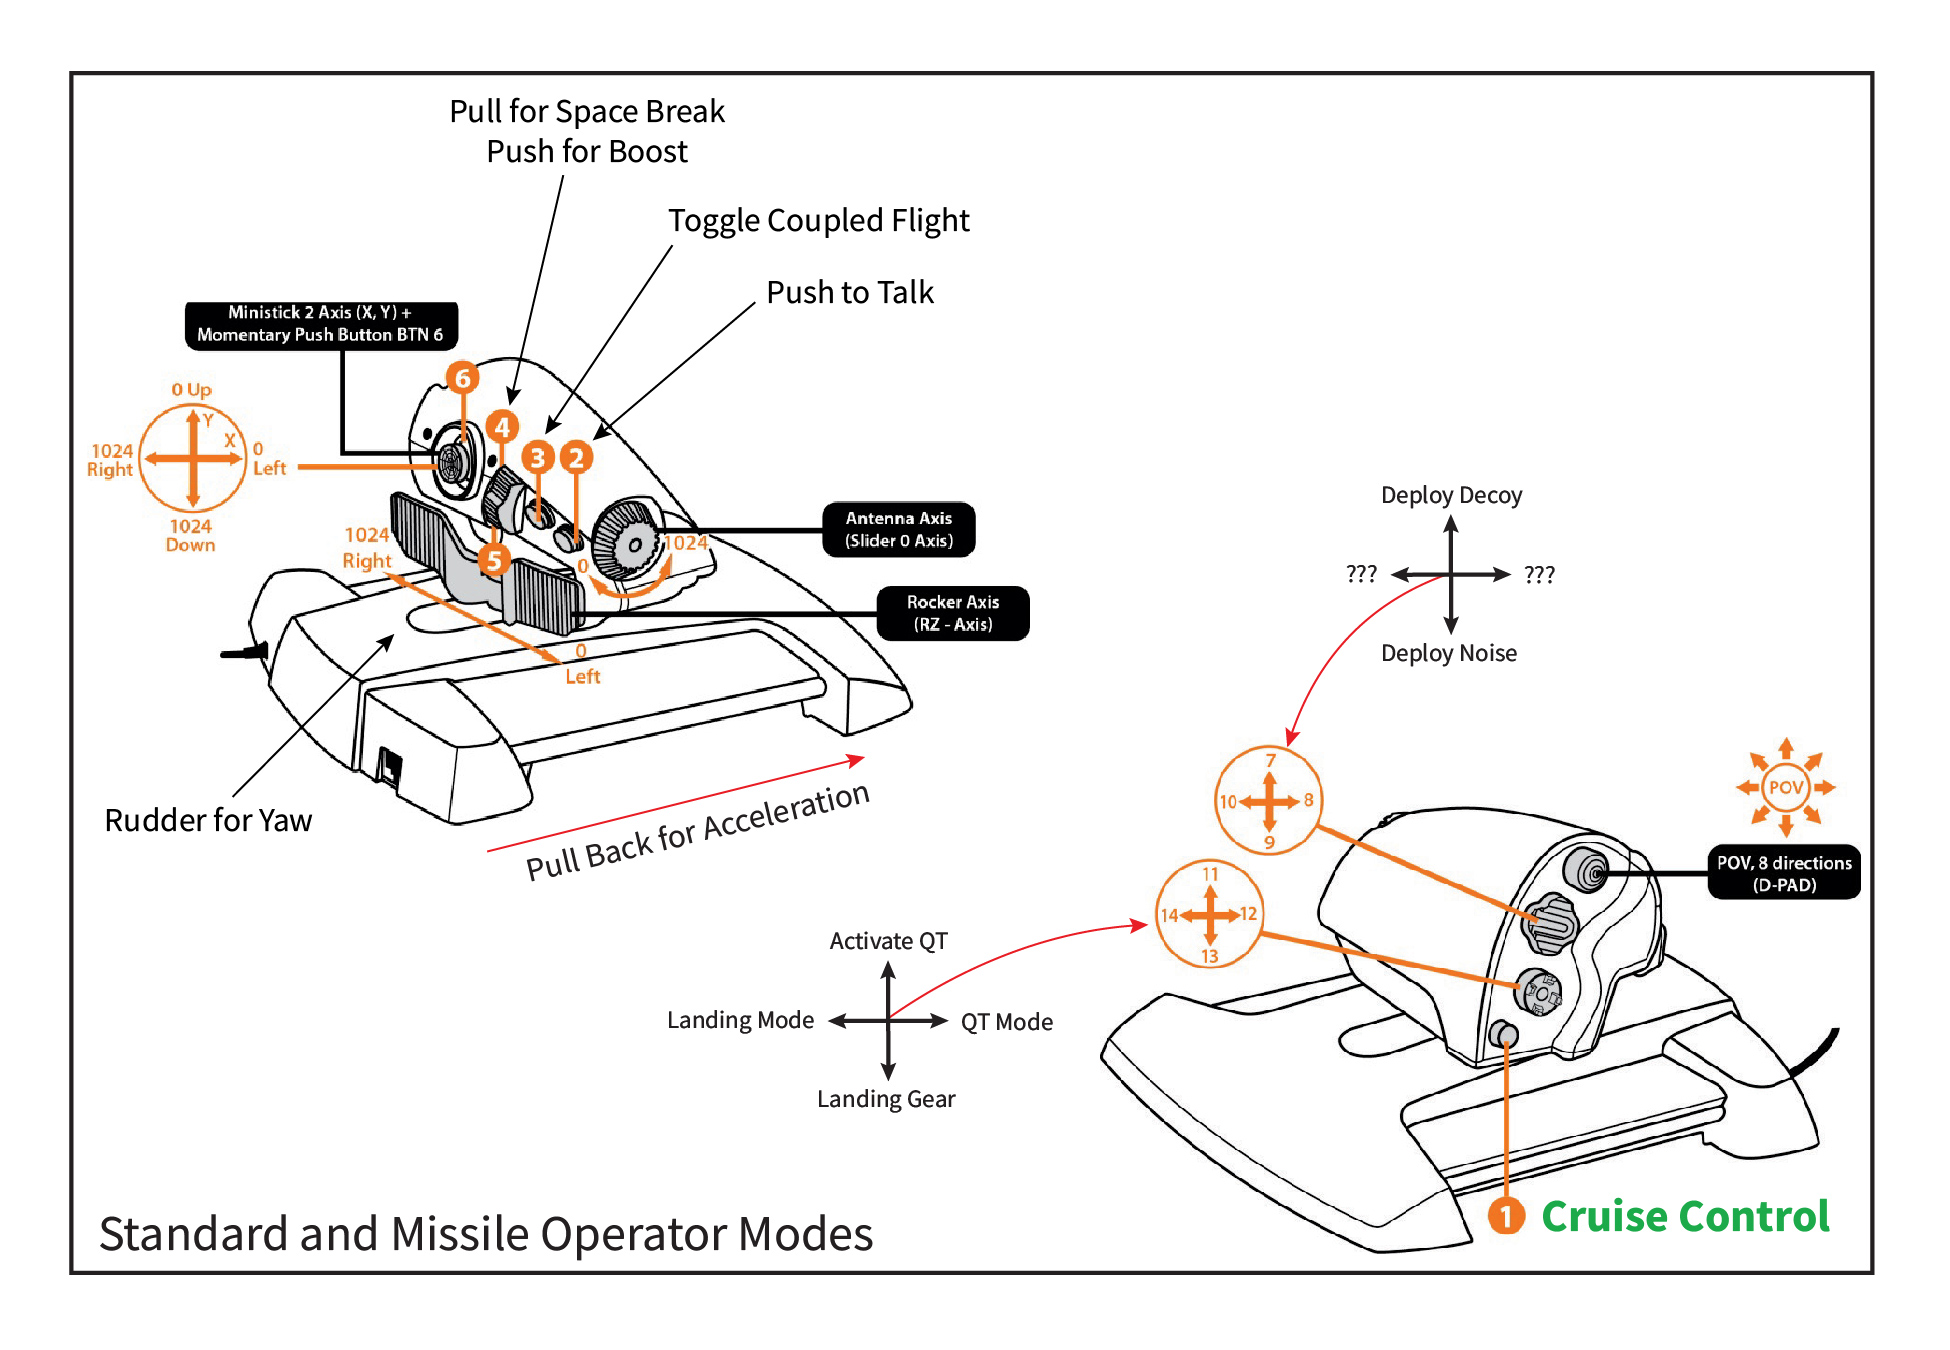 Pull for Space Break
Push for Boost
Toggle Coupled Flight
Push to Talk
Ministick 2 Axis (X, Y) +
Momentary Push Button BTN 6
6
0 Up
Y
X
1024
Right
0
Left
1024
Down
4
3
2
5
1024
Right
0
1024
0
Left
Antenna Axis
(Slider 0 Axis)
Rocker Axis
(RZ - Axis)
Rudder for Yaw
Pull Back for Acceleration
Deploy Decoy
???
???
Deploy Noise
7
10
8
9
POV
POV, 8 directions
(D-PAD)
11
14
12
13
Activate QT
Landing Mode
QT Mode
Landing Gear
1
Cruise Control
Standard and Missile Operator Modes